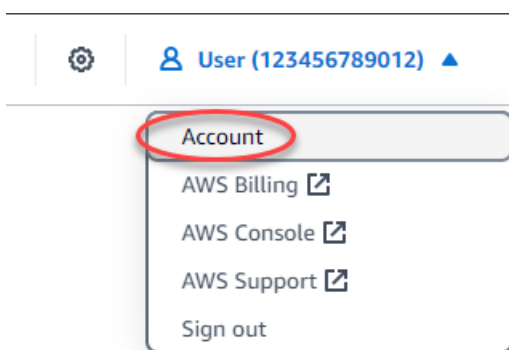 User (123456789012)
Account
AWS Billing
AWS Console
AWS Support
Sign out